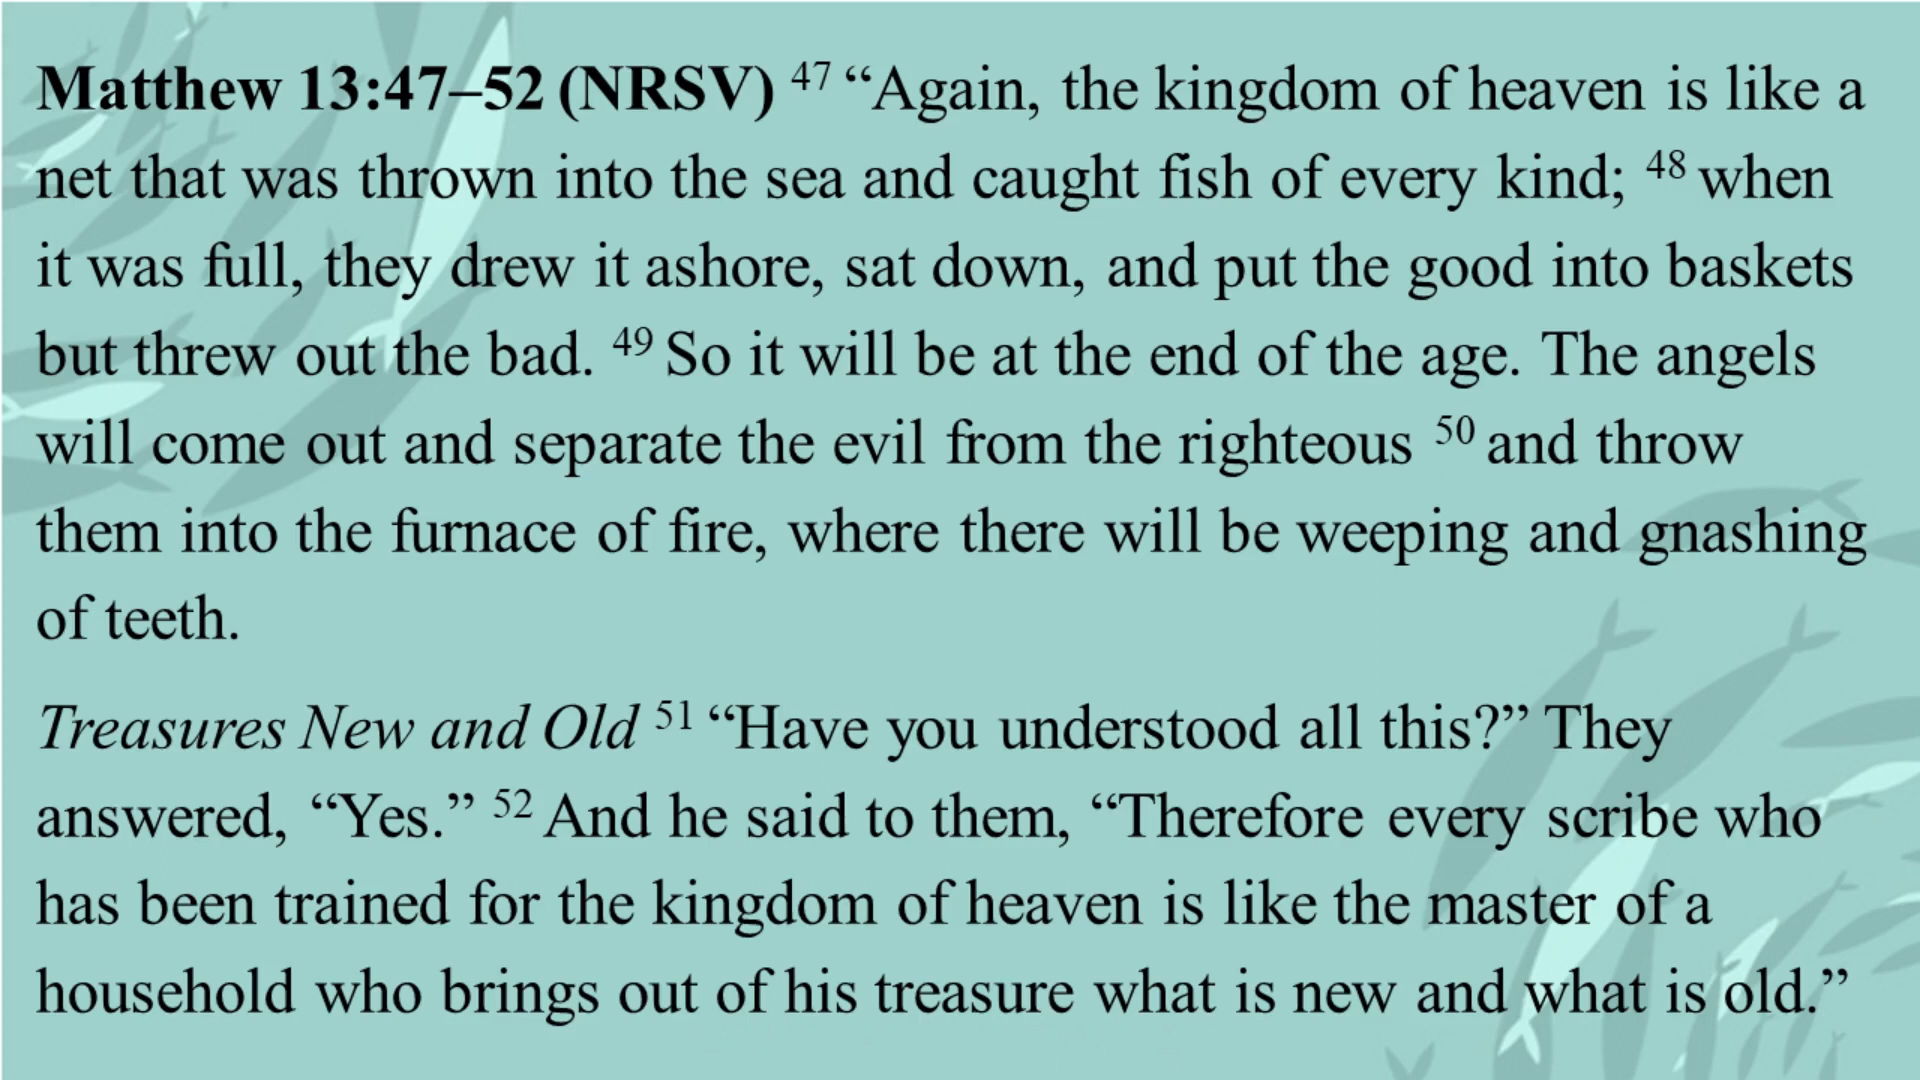 Matthew 13:47–52 (NRSV) 47 “Again, the kingdom of heaven is like a
net that was thrown into the sea and caught fish of every kind; 48 when
it was full, they drew it ashore, sat down, and put the good into baskets
but threw out the bad. 49 So it will be at the end of the age. The angels
will come out and separate the evil from the righteous 50 and throw
them into the furnace of fire, where there will be weeping and gnashing
of teeth.
Treasures New and Old 51 “Have you understood all this?” They
answered, “Yes.” 52 And he said to them, “Therefore every scribe who
has been trained for the kingdom of heaven is like the master of a
household who brings out of his treasure what is new and what is old.”